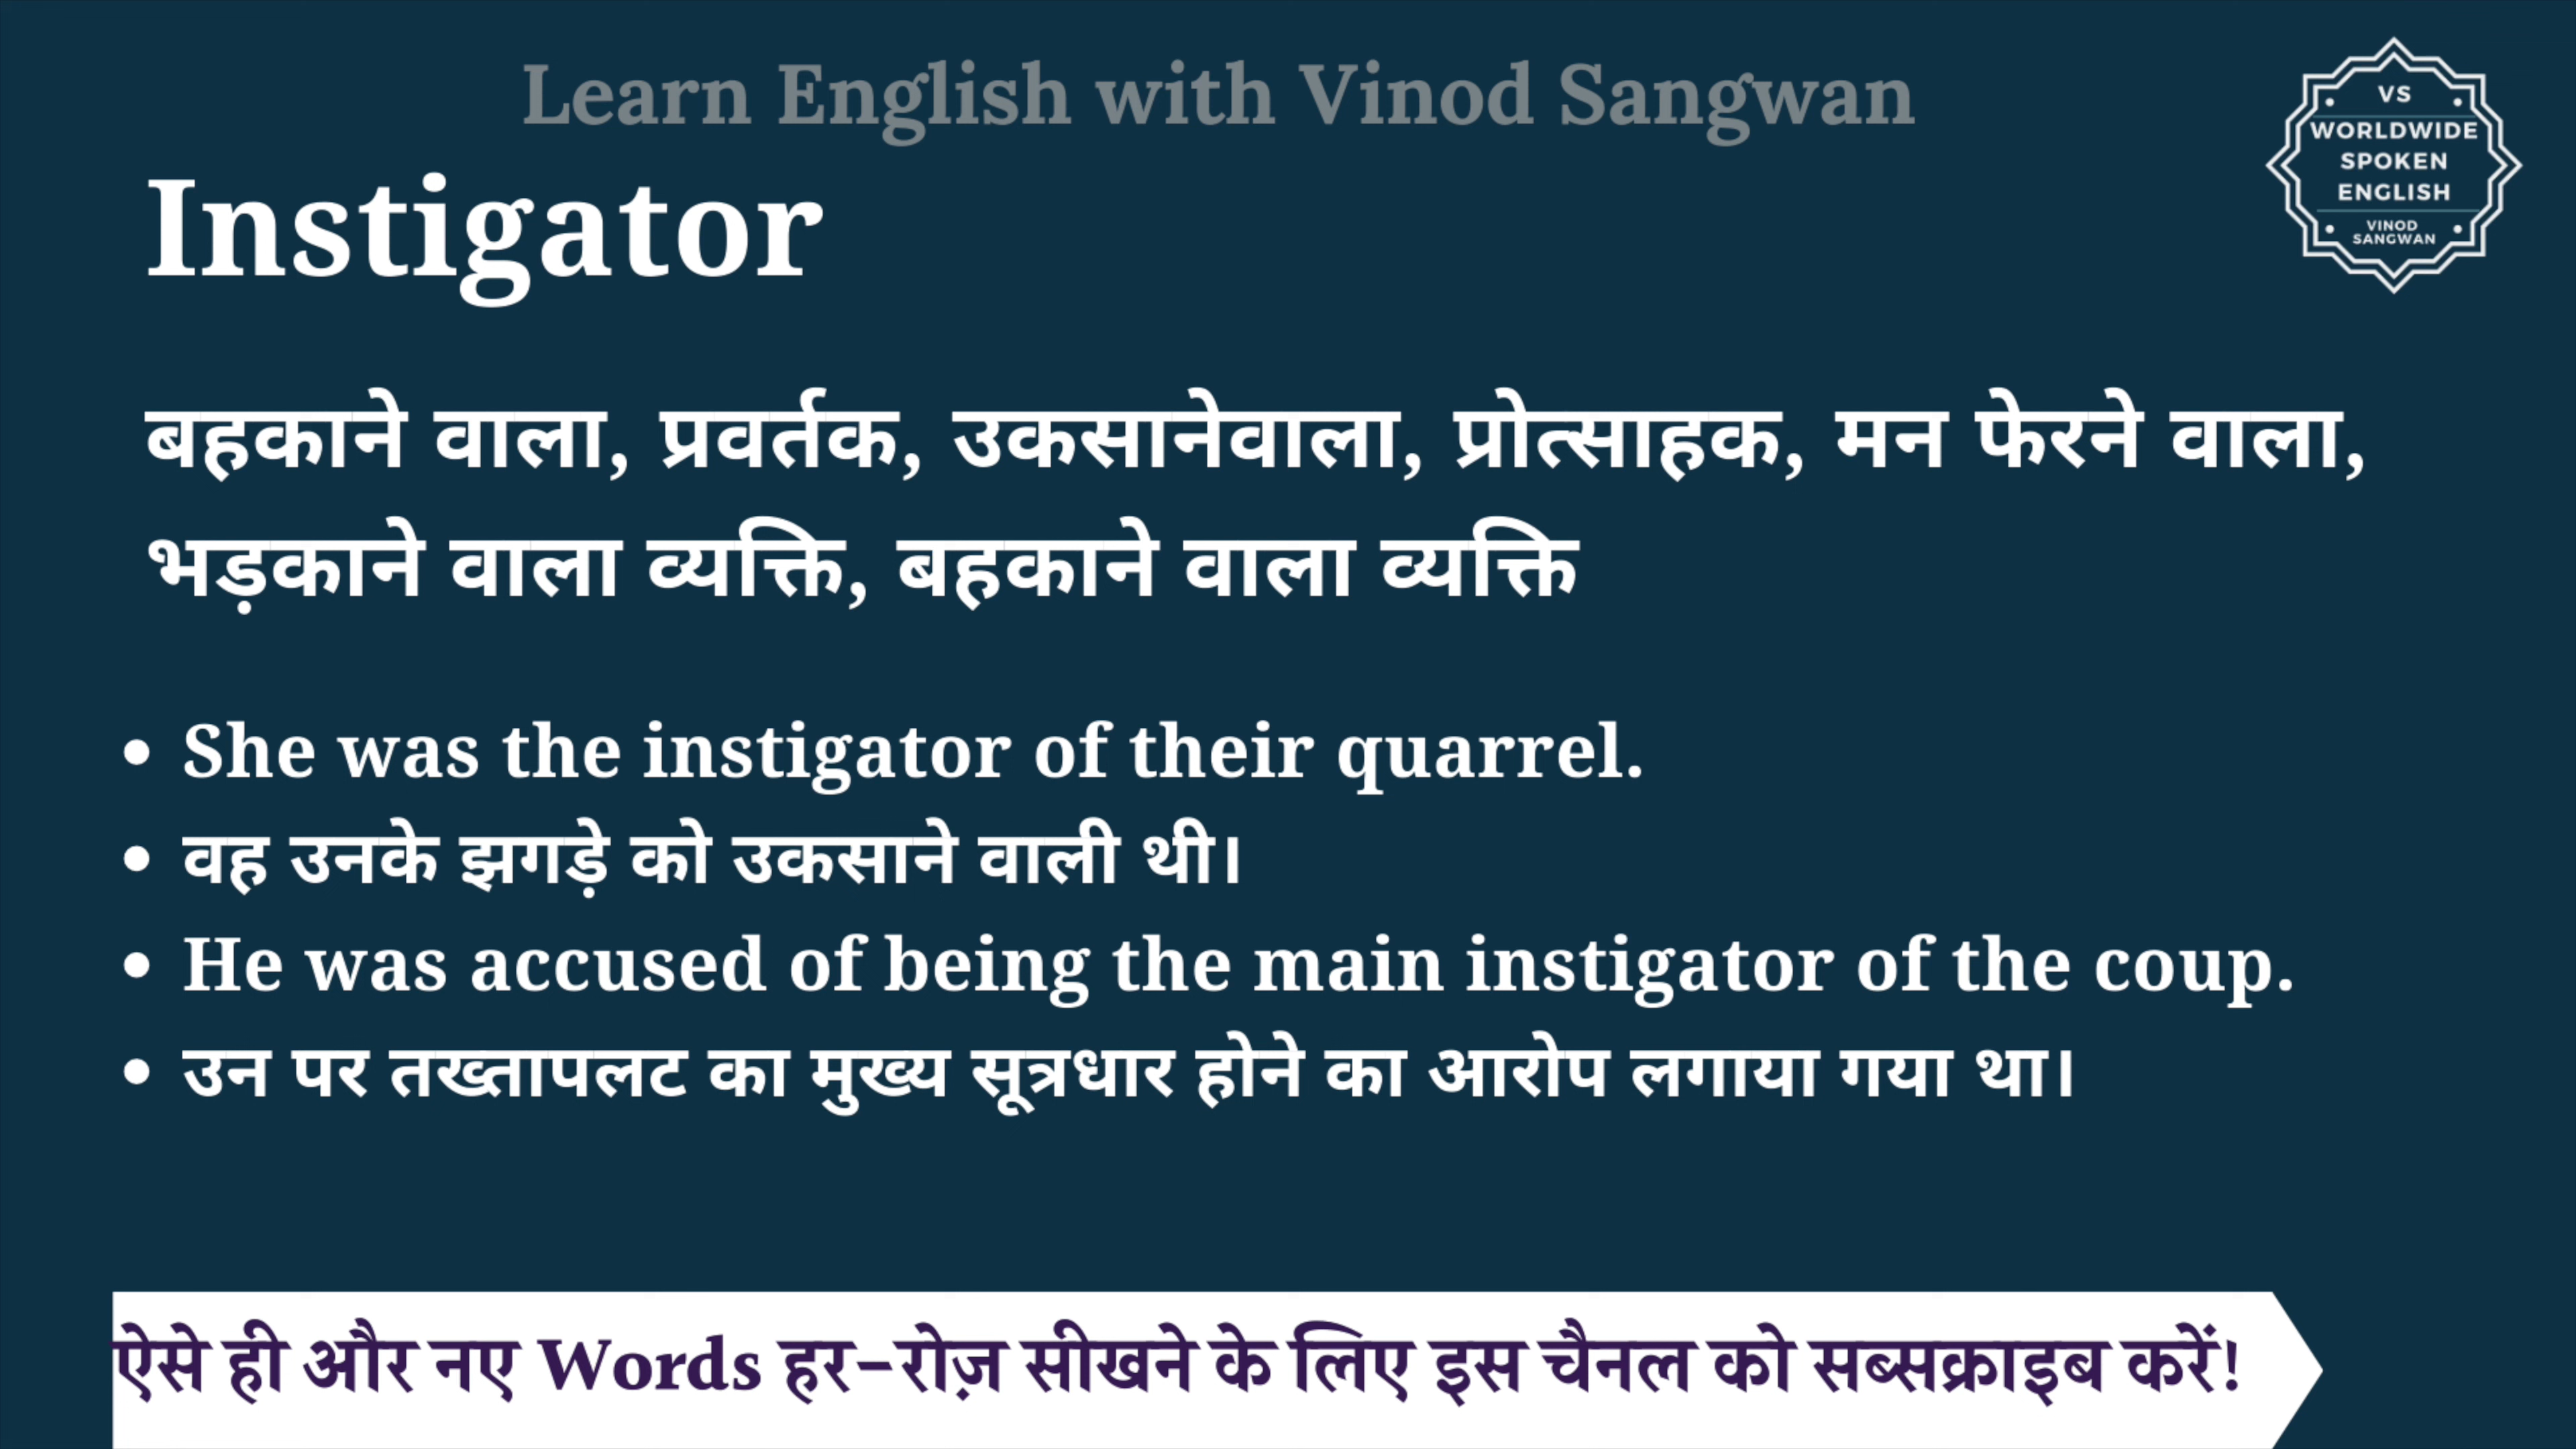 Learn English with Vinod Sangwan
VS
WORLDWIDE
SPOKEN
ENGLISH
VINOD
SANGWAN
Instigator
बहकाने वाला, प्रवर्तक, उकसानेवाला, प्रोत्साहक, मन फेरने वाला,
भड़काने वाला व्यक्ति, बहकाने वाला व्यक्ति
• She was the instigator of their quarrel.
• वह उनके झगड़े को उकसाने वाली थी।
• He was accused of being the main instigator of the coup.
• उन पर तख्तापलट का मुख्य सूत्रधार होने का आरोप लगाया गया था।
ऐसे ही और नए Words हर-रोज़ सीखने के लिए इस चैनल को सब्सक्राइब करें!